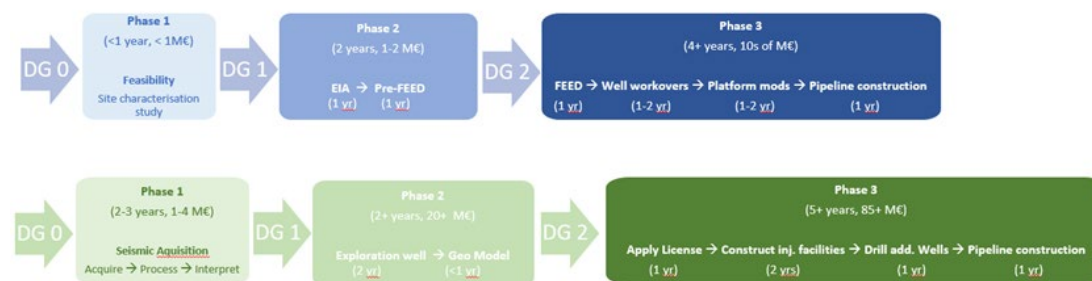 DG 0
Phase 1
(<1 year, < 1M€)
Feasibility
Site characterisation
study
DG 1
Phase 2
(2 years, 1-2 M€)
EIA → Pre-FEED
(1 yr) (1 yr)
DG 2
Phase 3
(4+ years, 10s of M€)
FEED → Well workovers → Platform mods → Pipeline construction
(1 yr) (1-2 yr) (1-2 yr) (1 yr)
DG 0
Phase 1
(2-3 years, 1-4 M€)
Seismic Aquisition
Acquire → Process → Interpret
DG 1
Phase 2
(2+ years, 20+ M€)
Exploration well → Geo Model
(2 yr) (<1 yr)
DG 2
Phase 3
(5+ years, 85+ M€)
Apply License → Construct inj. facilities → Drill add. Wells → Pipeline construction
(1 yr) (2 yrs) (1 yr) (1 yr)